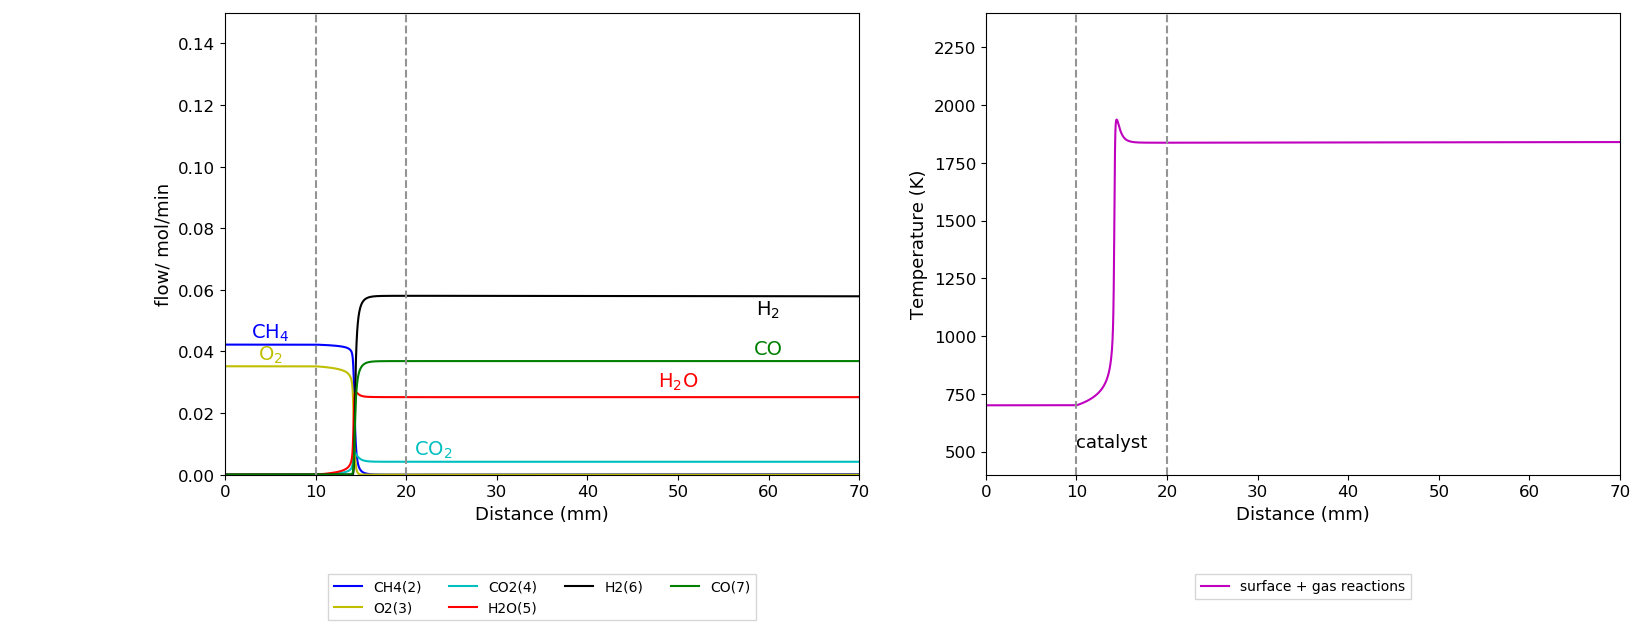 0.14
0.12
0.10
0.08
0.06
0.04
0.02
0.00
flow/ mol/min
CH4
O2
H2
CO
H2O
CO2
0 10 20 30 40 50 60 70
Distance (mm)
CH4(2) CO2(4) H2(6) CO(7)
O2(3) H2O(5)
2250
2000
1750
1500
1250
1000
750
500
Temperature (K)
catalyst
0 10 20 30 40 50 60 70
Distance (mm)
surface + gas reactions